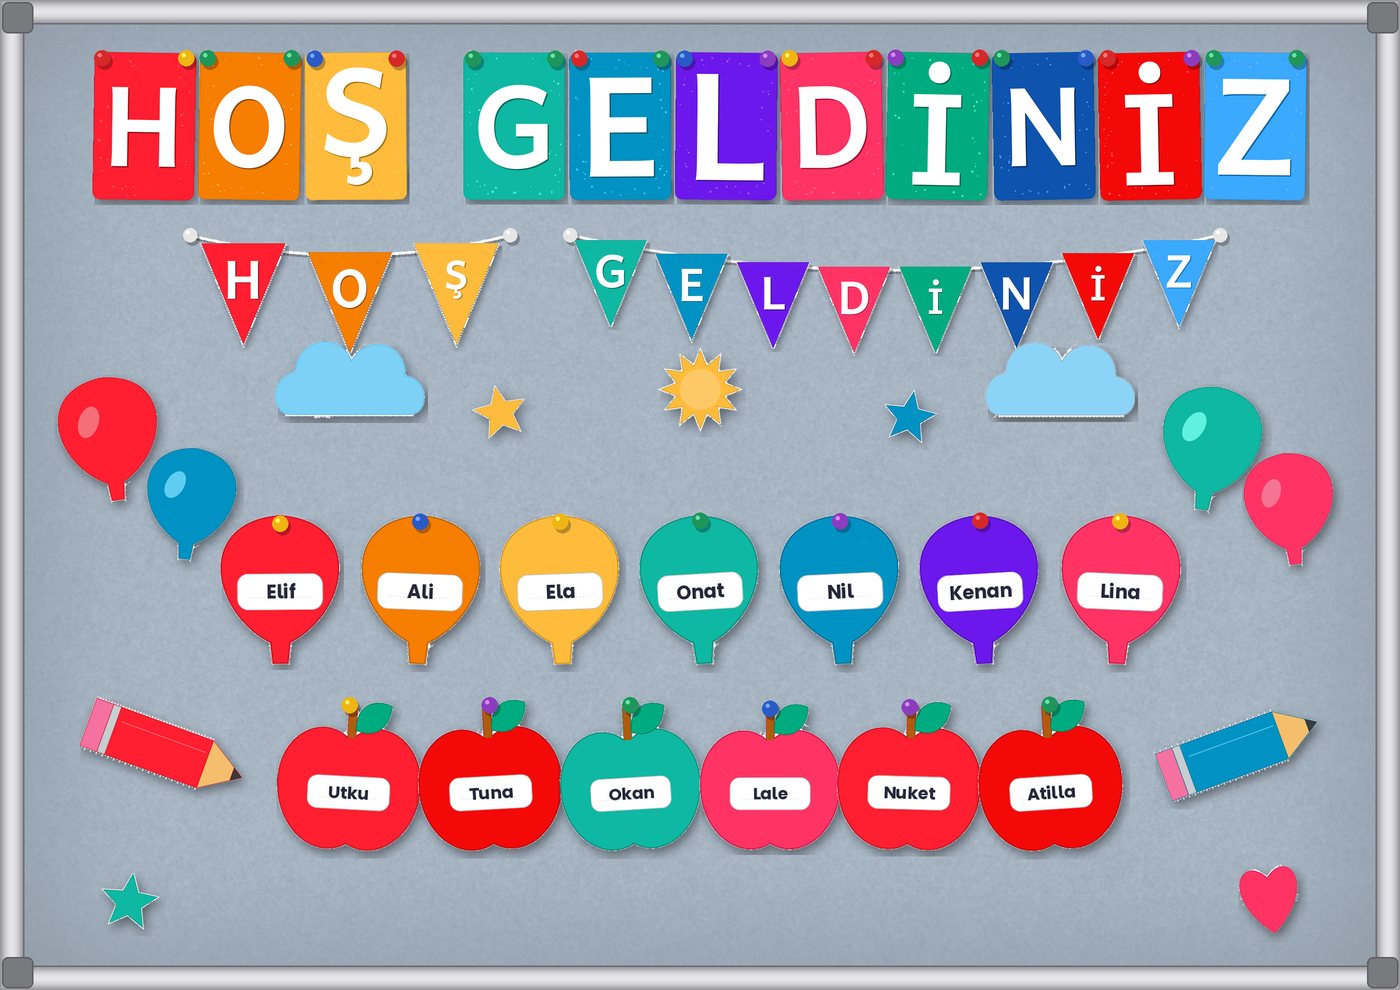 HOŞ GELDİNİZ
HOŞ GELDİNİZ
Elif Ali Ela Onat Nil Kenan Lina
Utku Tuna Okan Lale Nuket Atilla